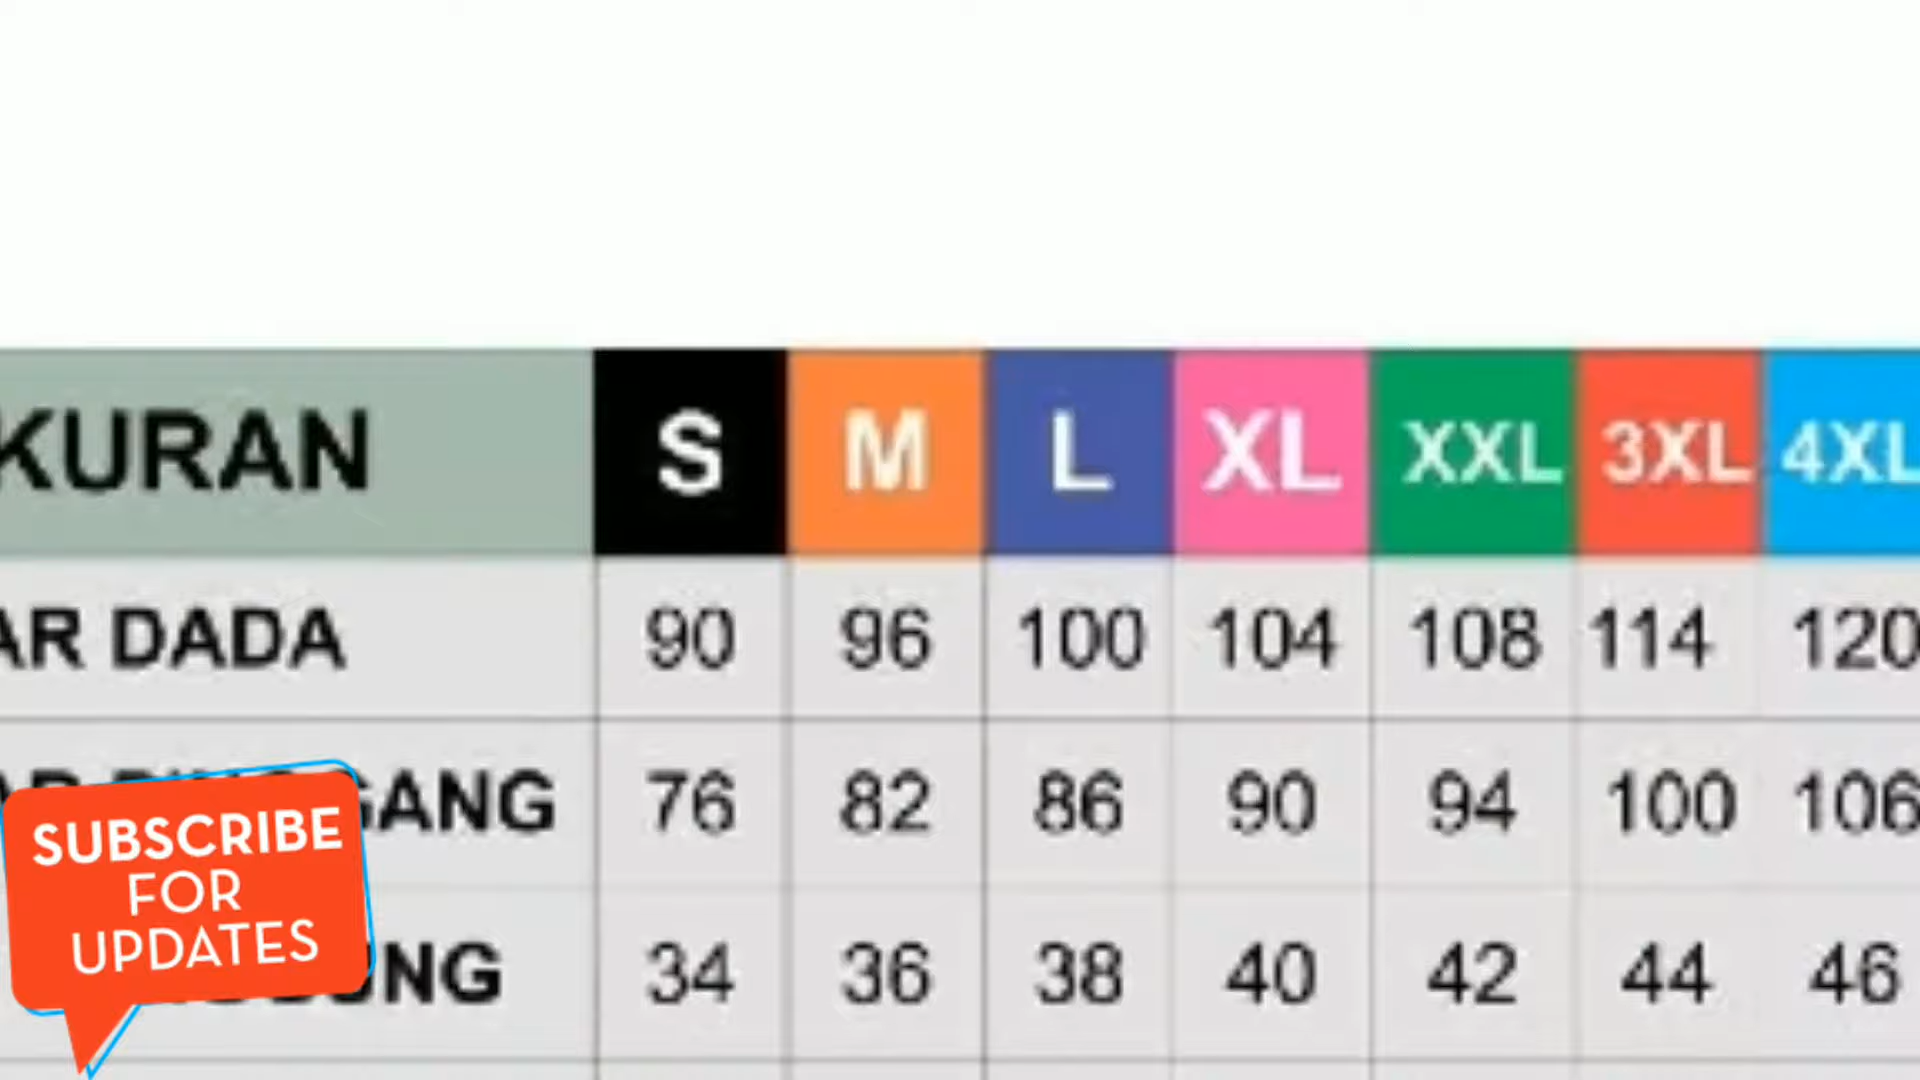 KURAN S M L XL XXL 3XL 4XL
AR DADA 90 96 100 104 108 114 120
GANG 76 82 86 90 94 100 106
NG 34 36 38 40 42 44 46
SUBSCRIBE
FOR
UPDATES